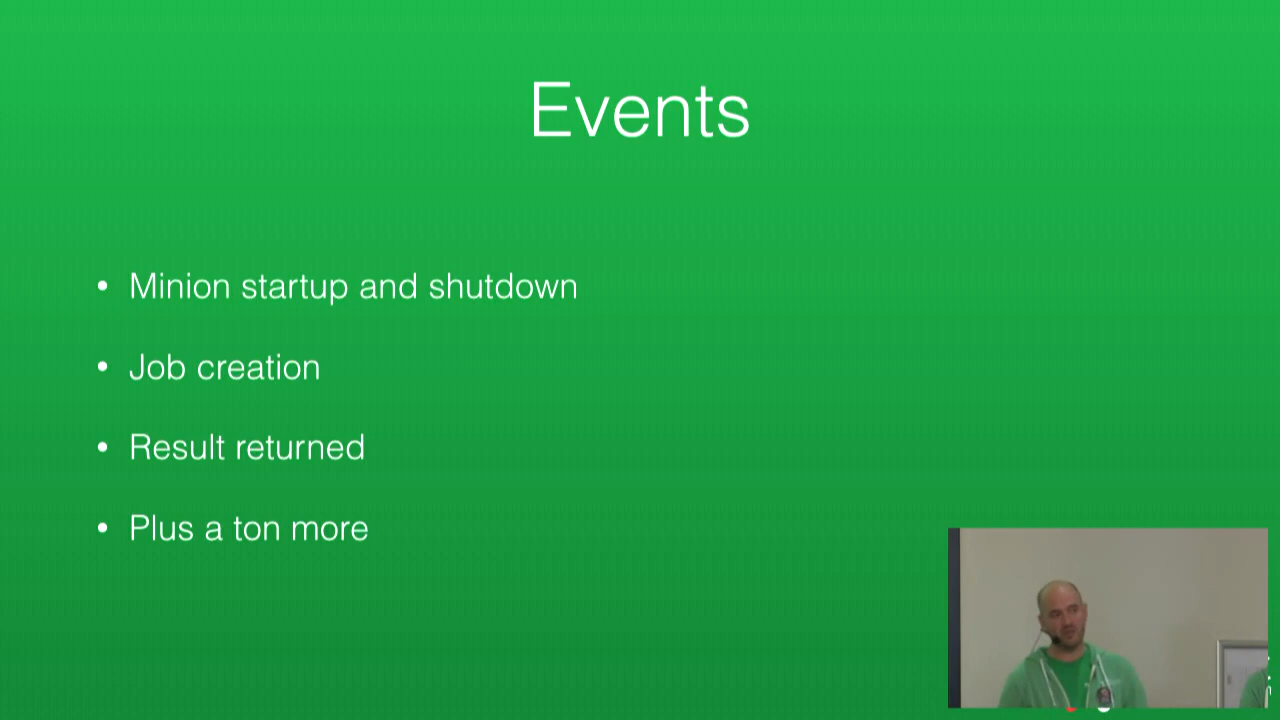 Events
• Minion startup and shutdown
• Job creation
• Result returned
• Plus a ton more